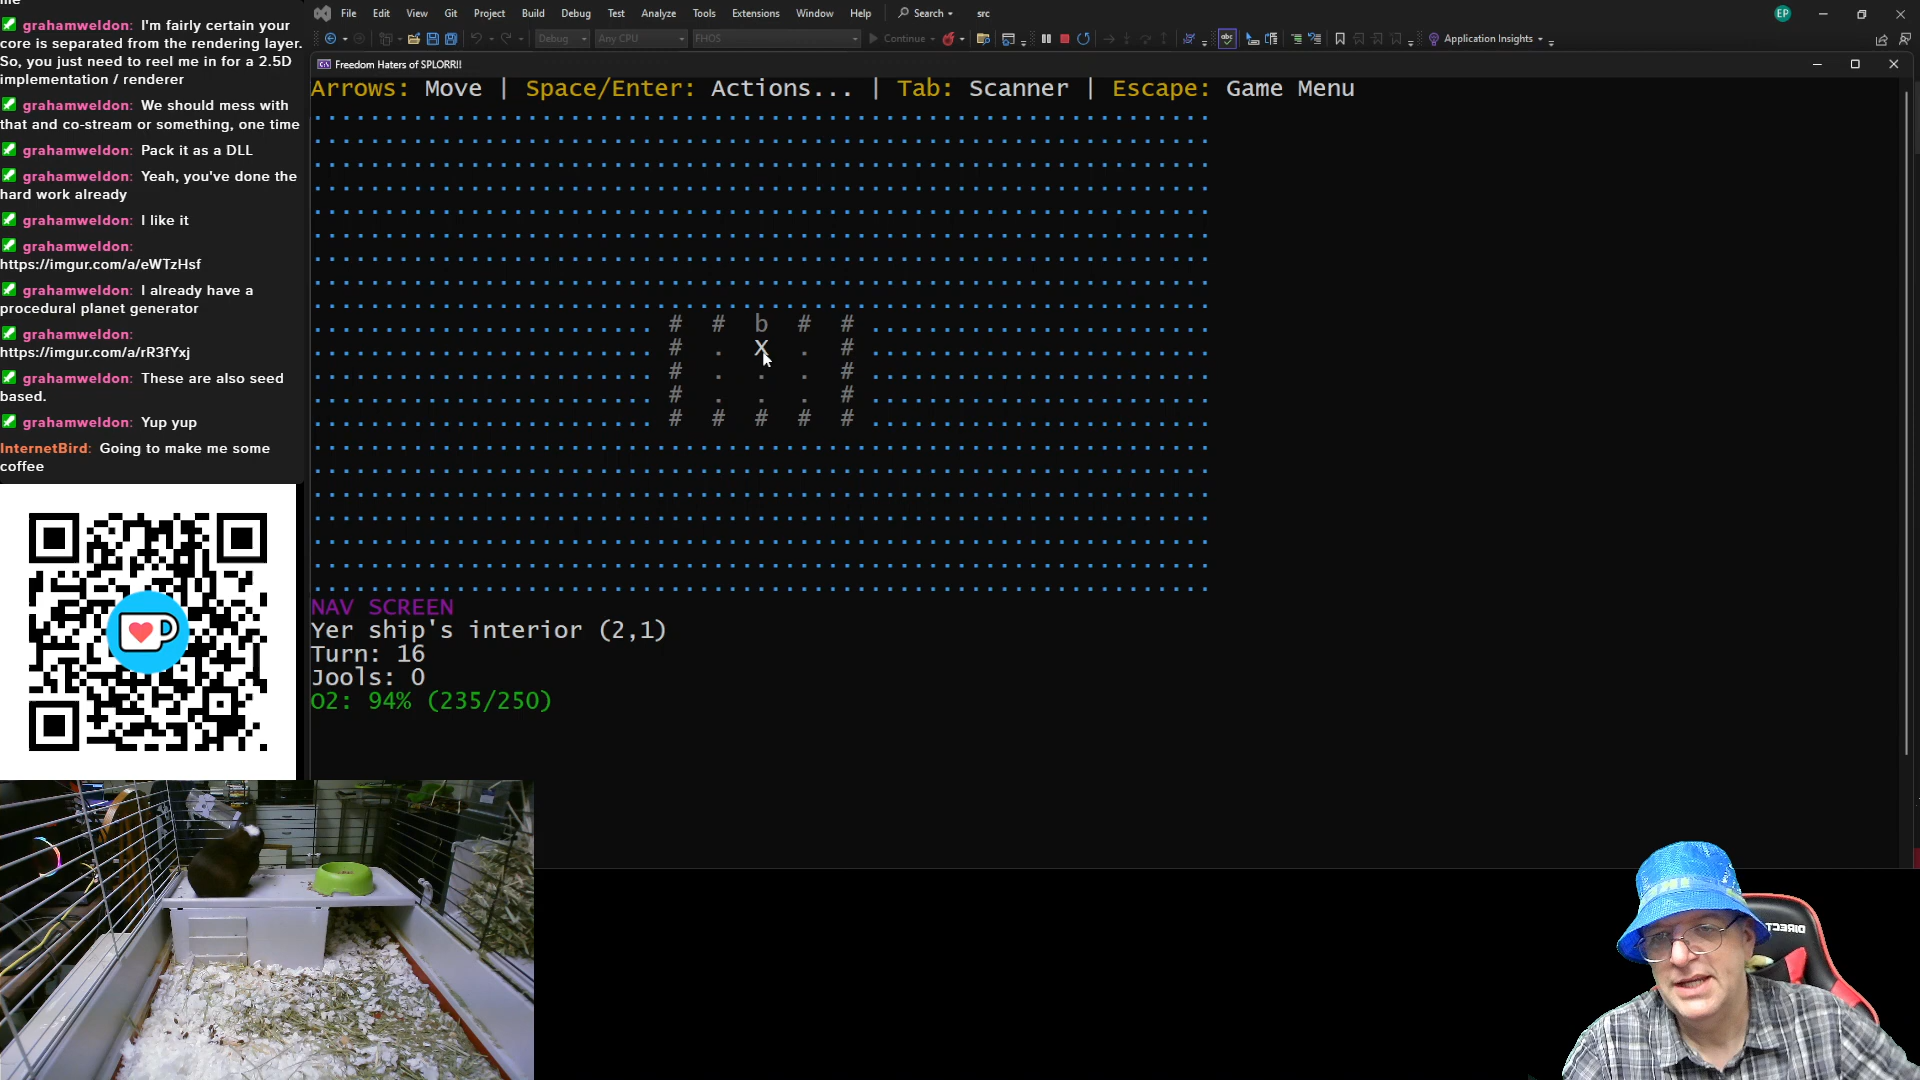 File Edit View Git Project Build Debug Test Analyze Tools Extensions Window Help Search src EP
Debug Any CPU FHOS Continue Application Insights
Freedom Haters of SPLORR!!
Arrows: Move | Space/Enter: Actions... | Tab: Scanner | Escape: Game Menu
# # b # #
# . X . #
# . . . #
# . . . #
# # # # #
NAV SCREEN
Yer ship's interior (2,1)
Turn: 16
Jools: 0
O2: 94% (235/250)
grahamweldon: I'm fairly certain your
core is separated from the rendering layer.
So, you just need to reel me in for a 2.5D
implementation / renderer
grahamweldon: We should mess with
that and co-stream or something, one time
grahamweldon: Pack it as a DLL
grahamweldon: Yeah, you've done the
hard work already
grahamweldon: I like it
grahamweldon:
https://imgur.com/a/eWTzHsf
grahamweldon: I already have a
procedural planet generator
grahamweldon:
https://imgur.com/a/rR3fYxj
grahamweldon: These are also seed
based.
grahamweldon: Yup yup
InternetBird: Going to make me some
coffee